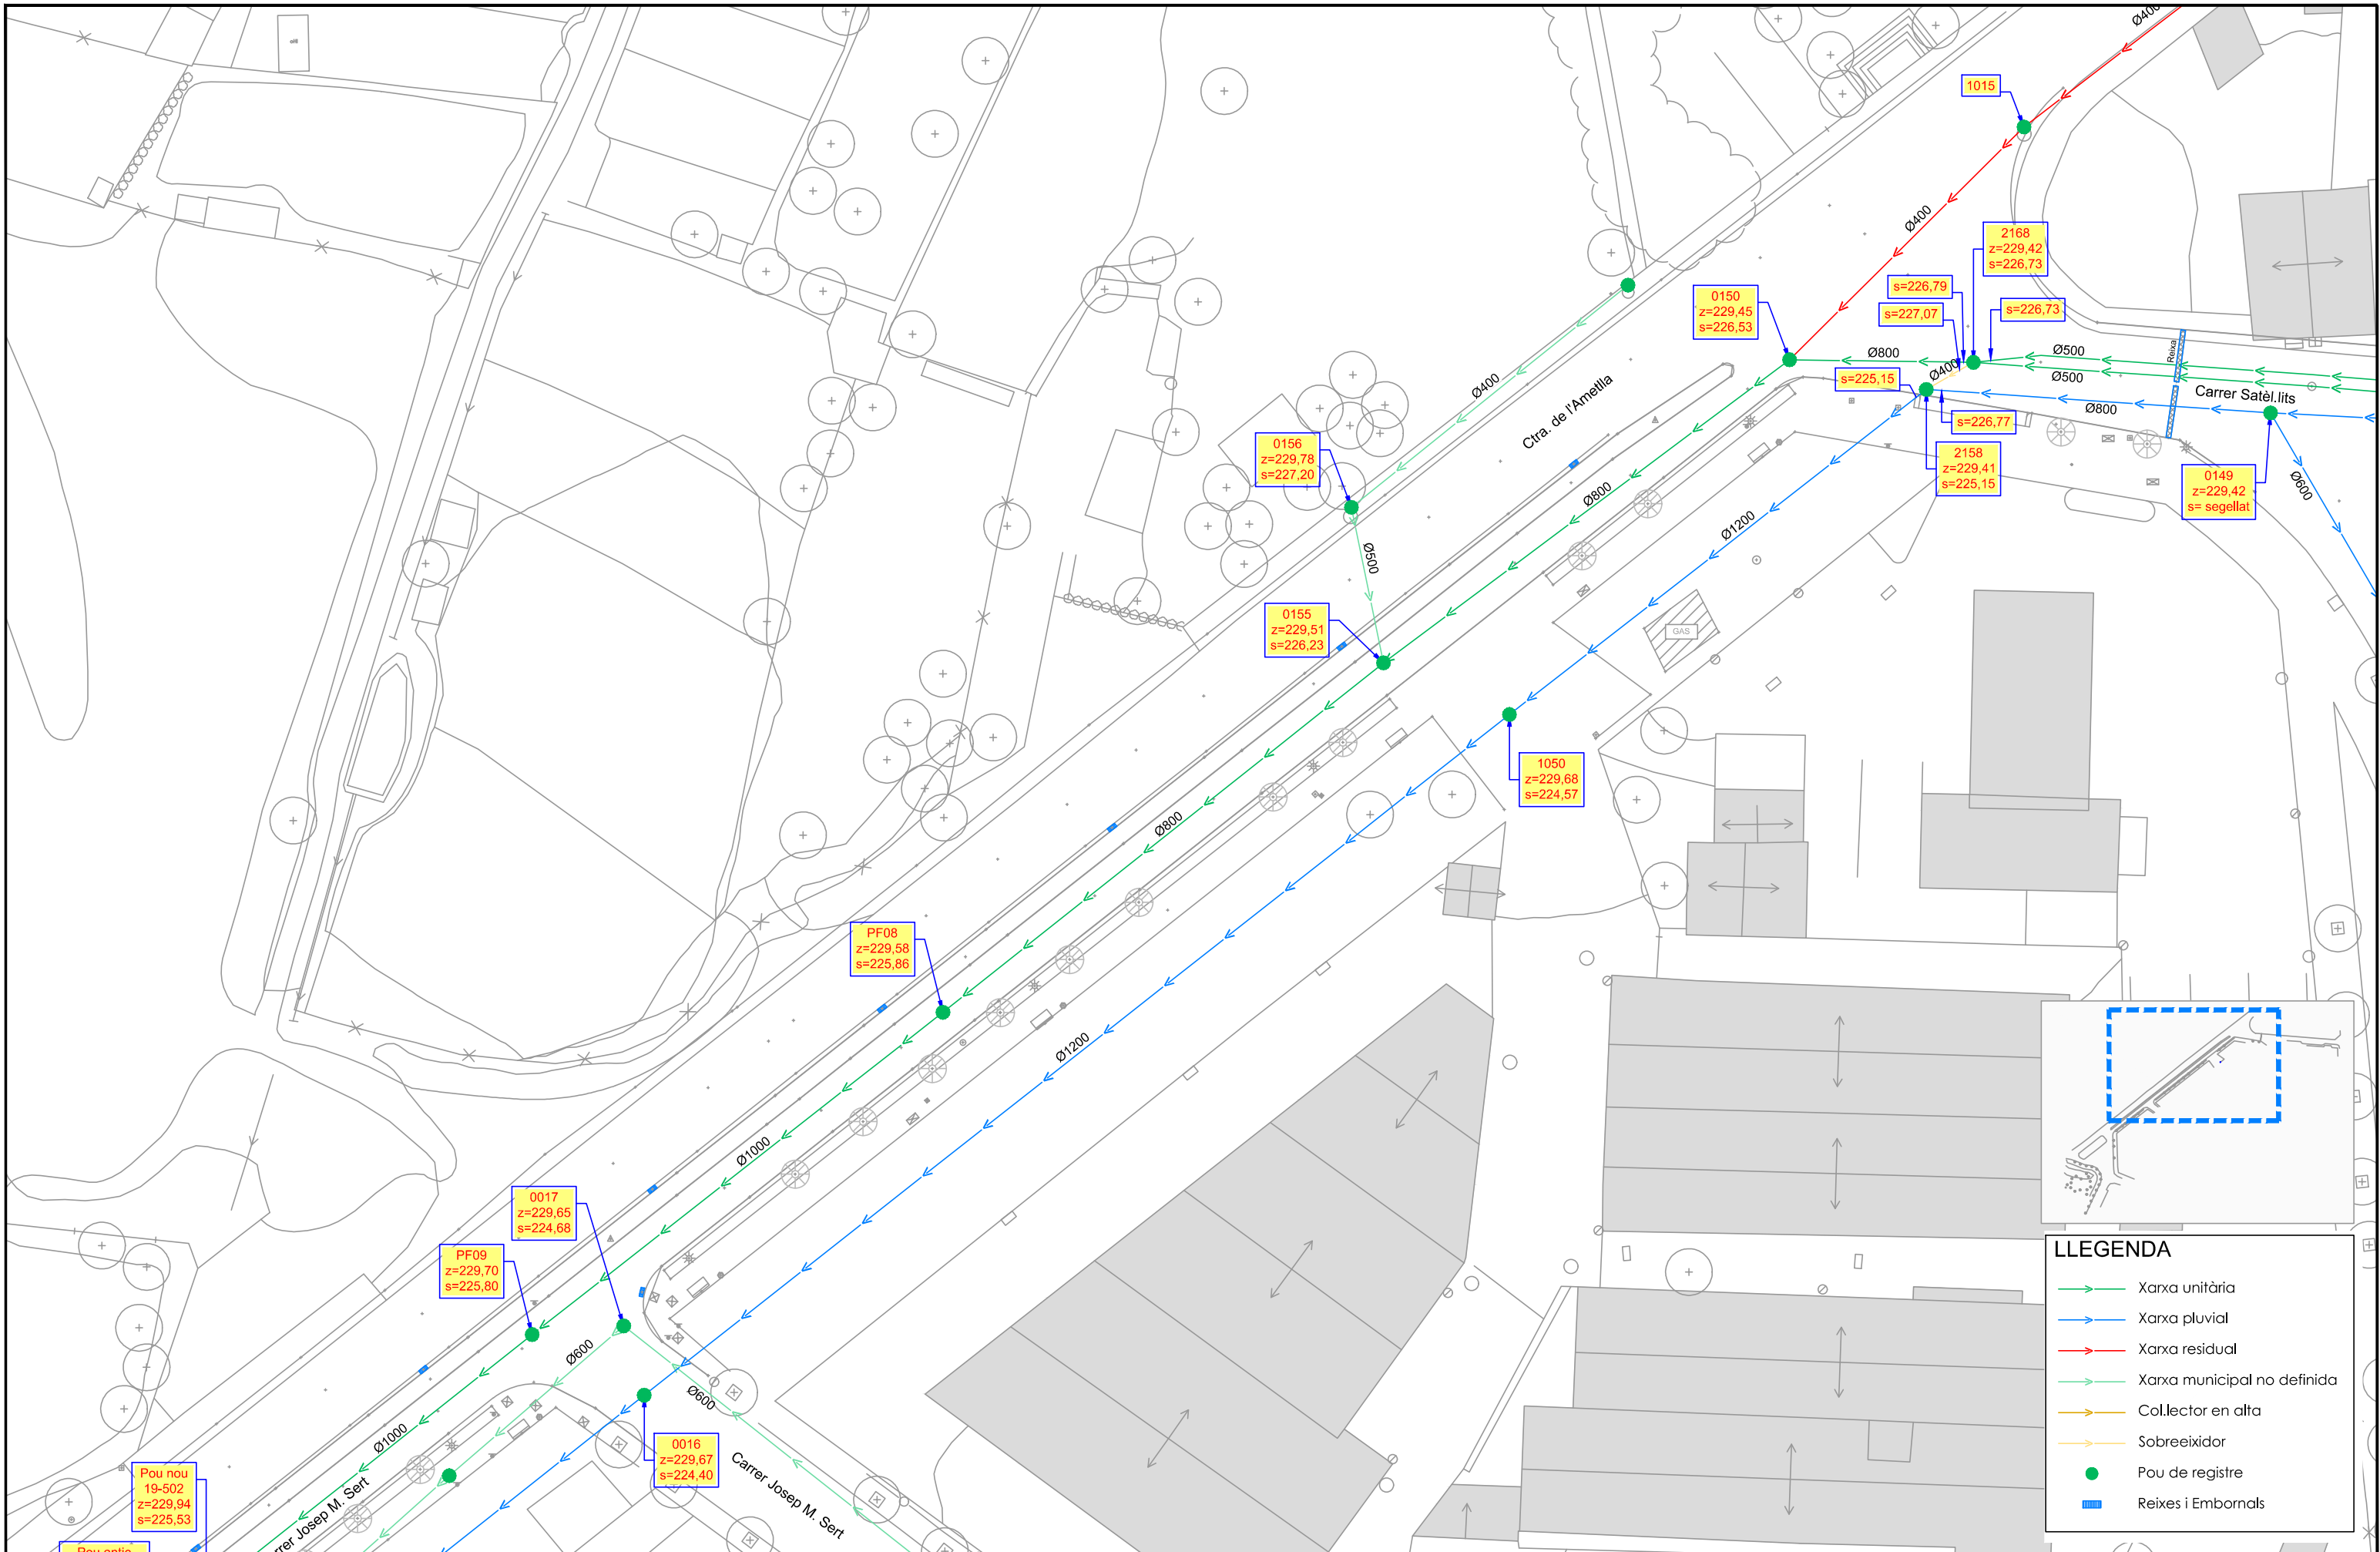 Ø400
1015
Ø400
2168
z=229,42
s=226,73
s=226,79
s=227,07
s=226,73
0150
z=229,45
s=226,53
Reixa
Ø800
Ø500
Ø400
Ø500
s=225,15
Carrer Satèl.lits
Ø800
s=226,77
Ø400
Ctra. de l'Ametlla
0156
z=229,78
s=227,20
2158
z=229,41
s=225,15
0149
z=229,42
s= segellat
Ø600
Ø800
Ø1200
Ø500
0155
z=229,51
s=226,23
GAS
1050
z=229,68
s=224,57
Ø800
PF08
z=229,58
s=225,86
Ø1200
Ø1000
0017
z=229,65
s=224,68
PF09
z=229,70
s=225,80
Ø600
Ø600
Ø1000
0016
z=229,67
s=224,40
Carrer Josep M. Sert
Pou nou
19-502
z=229,94
s=225,53
rrer Josep M. Sert
Pou antic
LLEGENDA
Xarxa unitària
Xarxa pluvial
Xarxa residual
Xarxa municipal no definida
Col.lector en alta
Sobreeixidor
Pou de registre
Reixes i Embornals